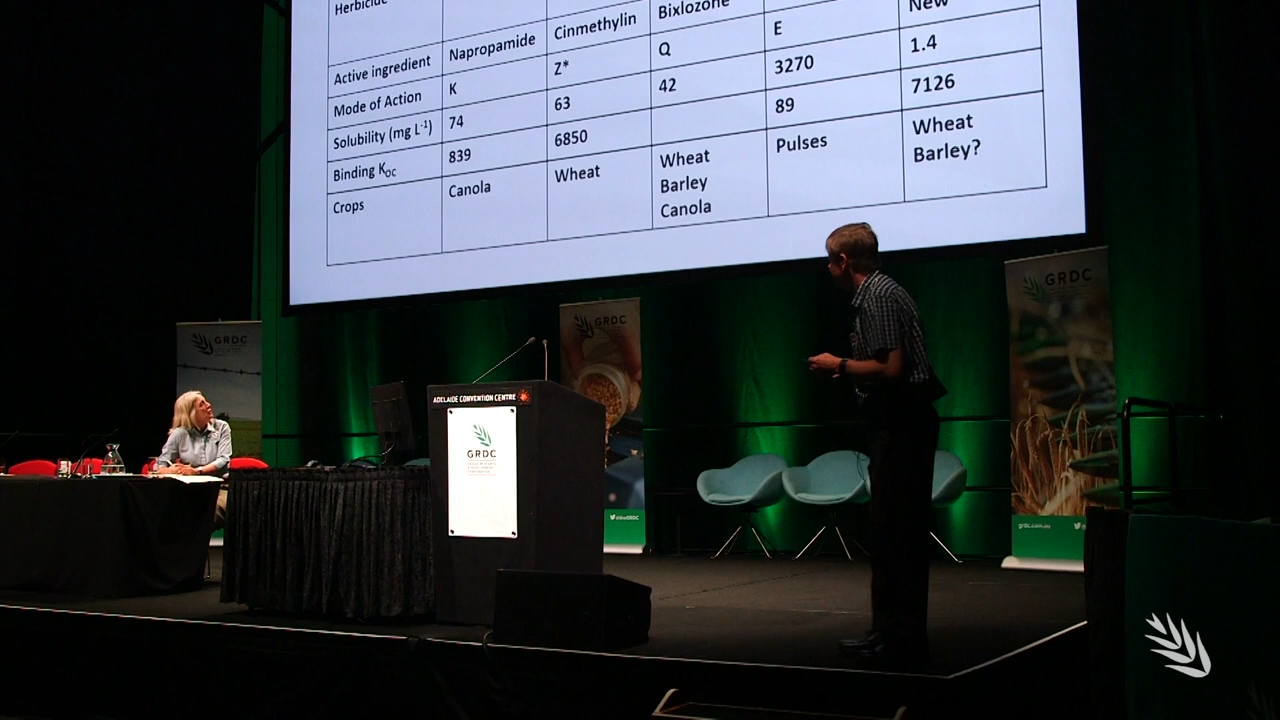 Herbicide
Active ingredient Napropamide Cinmethylin Bixlozone
Mode of Action K Z* Q E New
Solubility (mg L-1) 74 63 42 3270 1.4
Binding KOC 839 6850 89 7126
Crops Canola Wheat Wheat Barley Canola Pulses Wheat Barley?
GRDC
UPDATES
GRDC
GRDC
ADELAIDE CONVENTION CENTRE
GRDC
@theGRDC
grdc.com.au